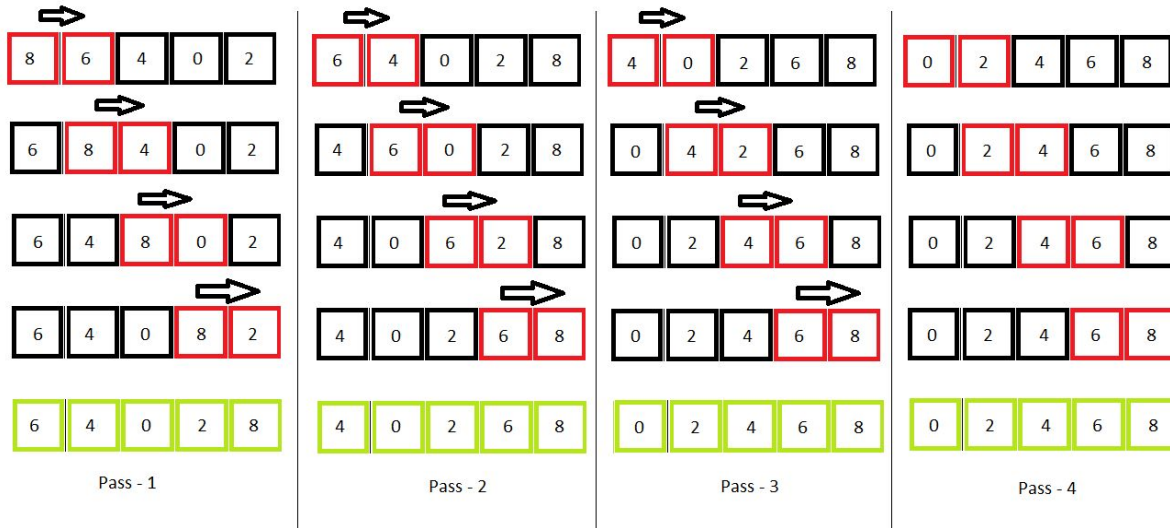 8 6 4 0 2
6 8 4 0 2
6 4 8 0 2
6 4 0 8 2
6 4 0 2 8
Pass - 1
6 4 0 2 8
4 6 0 2 8
4 0 6 2 8
4 0 2 6 8
4 0 2 6 8
Pass - 2
4 0 2 6 8
0 4 2 6 8
0 2 4 6 8
0 2 4 6 8
0 2 4 6 8
Pass - 3
0 2 4 6 8
0 2 4 6 8
0 2 4 6 8
0 2 4 6 8
0 2 4 6 8
Pass - 4